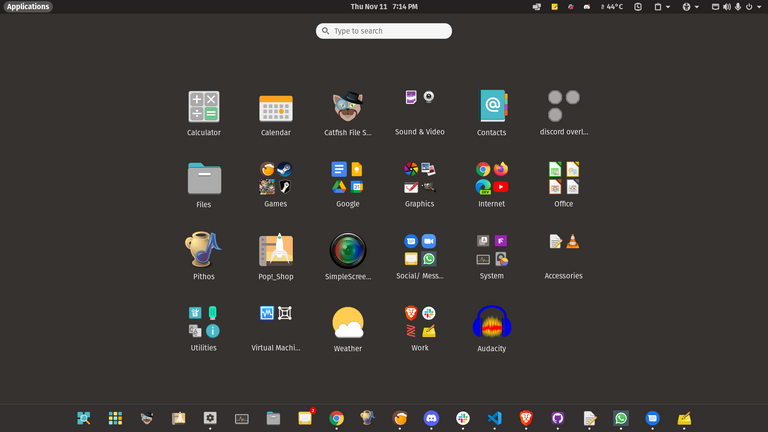 Applications
Thu Nov 11 7:14 PM
44°C
Type to search
Calculator
Calendar
Catfish File S...
Sound & Video
Contacts
discord overl...
Files
Games
Google
Graphics
Internet
Office
Pithos
Pop!_Shop
SimpleScree...
Social/ Mess...
System
Accessories
Utilities
Virtual Machi...
Weather
Work
Audacity